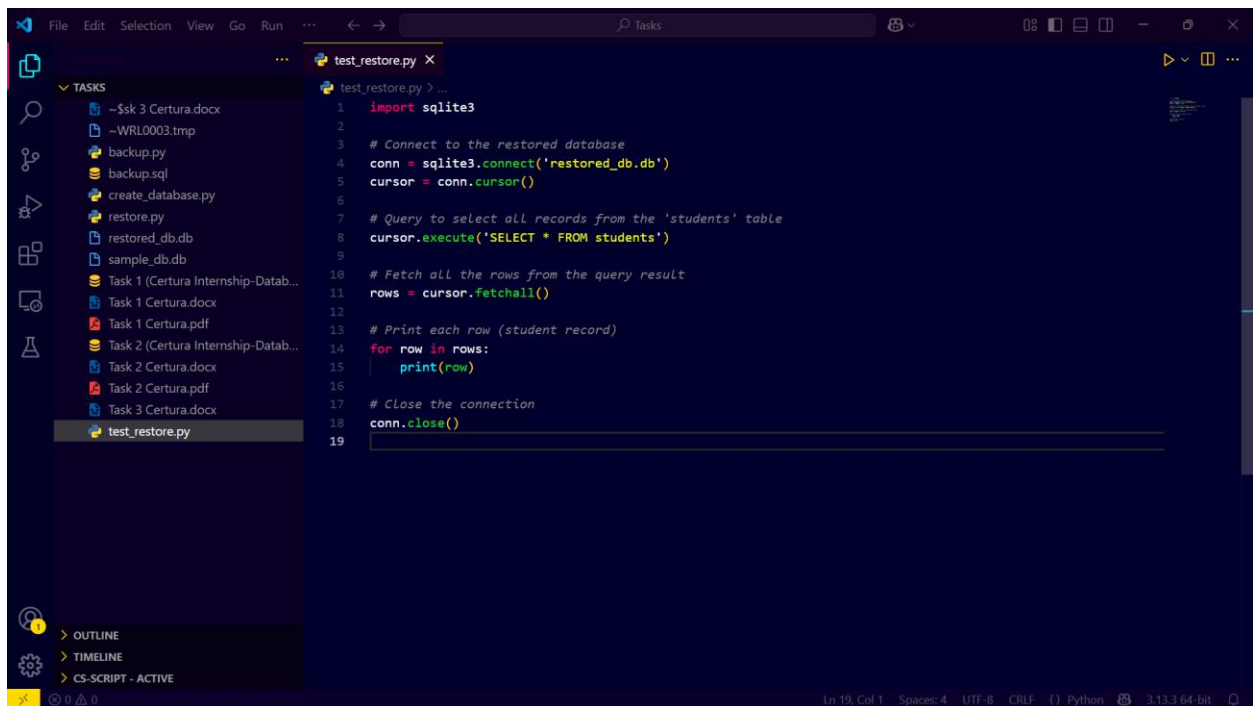 File Edit Selection View Go Run ··· Tasks
test_restore.py
TASKS
~$sk 3 Certura.docx
~WRL0003.tmp
backup.py
backup.sql
create_database.py
restore.py
restored_db.db
sample_db.db
Task 1 (Certura Internship-Datab...
Task 1 Certura.docx
Task 1 Certura.pdf
Task 2 (Certura Internship-Datab...
Task 2 Certura.docx
Task 2 Certura.pdf
Task 3 Certura.docx
test_restore.py
OUTLINE
TIMELINE
CS-SCRIPT - ACTIVE
test_restore.py > ...
1 import sqlite3
2
3 # Connect to the restored database
4 conn = sqlite3.connect('restored_db.db')
5 cursor = conn.cursor()
6
7 # Query to select all records from the 'students' table
8 cursor.execute('SELECT * FROM students')
9
10 # Fetch all the rows from the query result
11 rows = cursor.fetchall()
12
13 # Print each row (student record)
14 for row in rows:
15 print(row)
16
17 # Close the connection
18 conn.close()
19
1
0 0 Ln 19, Col 1 Spaces: 4 UTF-8 CRLF {} Python 3.13.3 64-bit